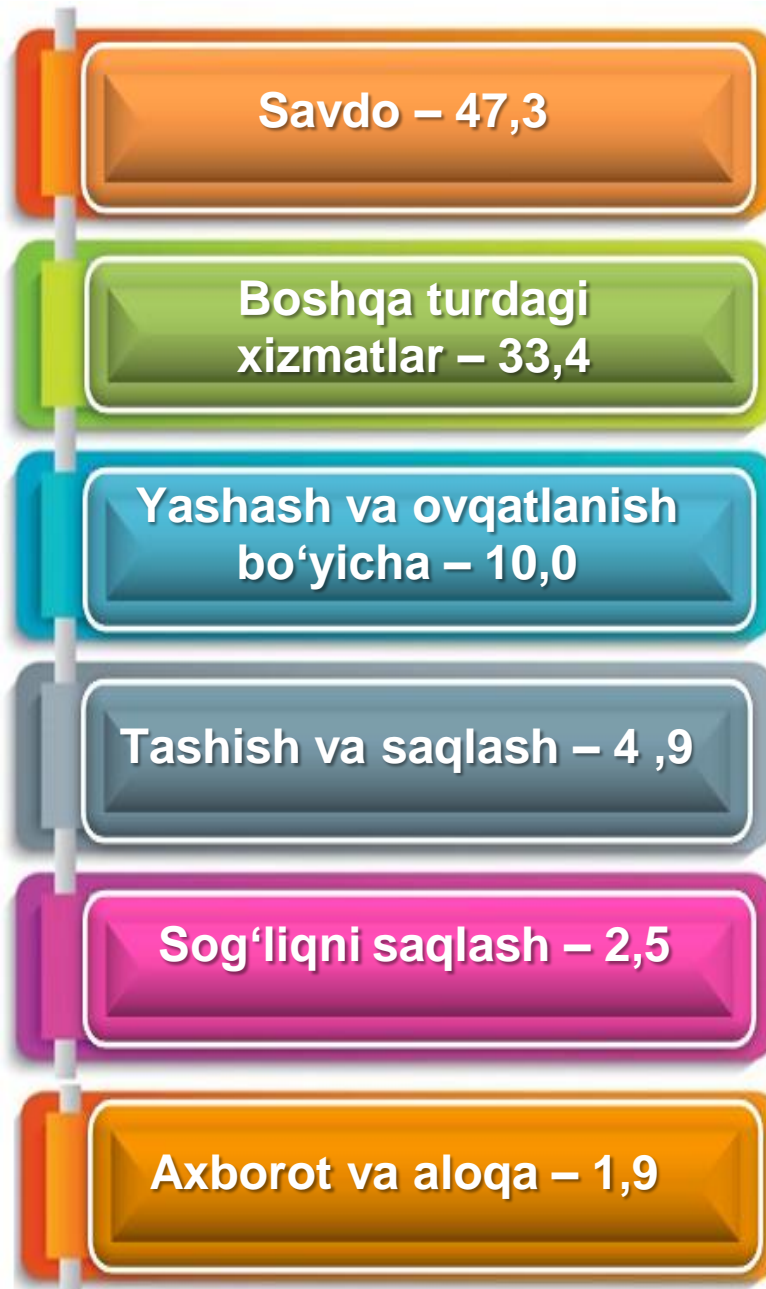 Savdo – 47,3
Boshqa turdagi
xizmatlar – 33,4
Yashash va ovqatlanish
bo‘yicha – 10,0
Tashish va saqlash – 4 ,9
Sog‘liqni saqlash – 2,5
Axborot va aloqa – 1,9